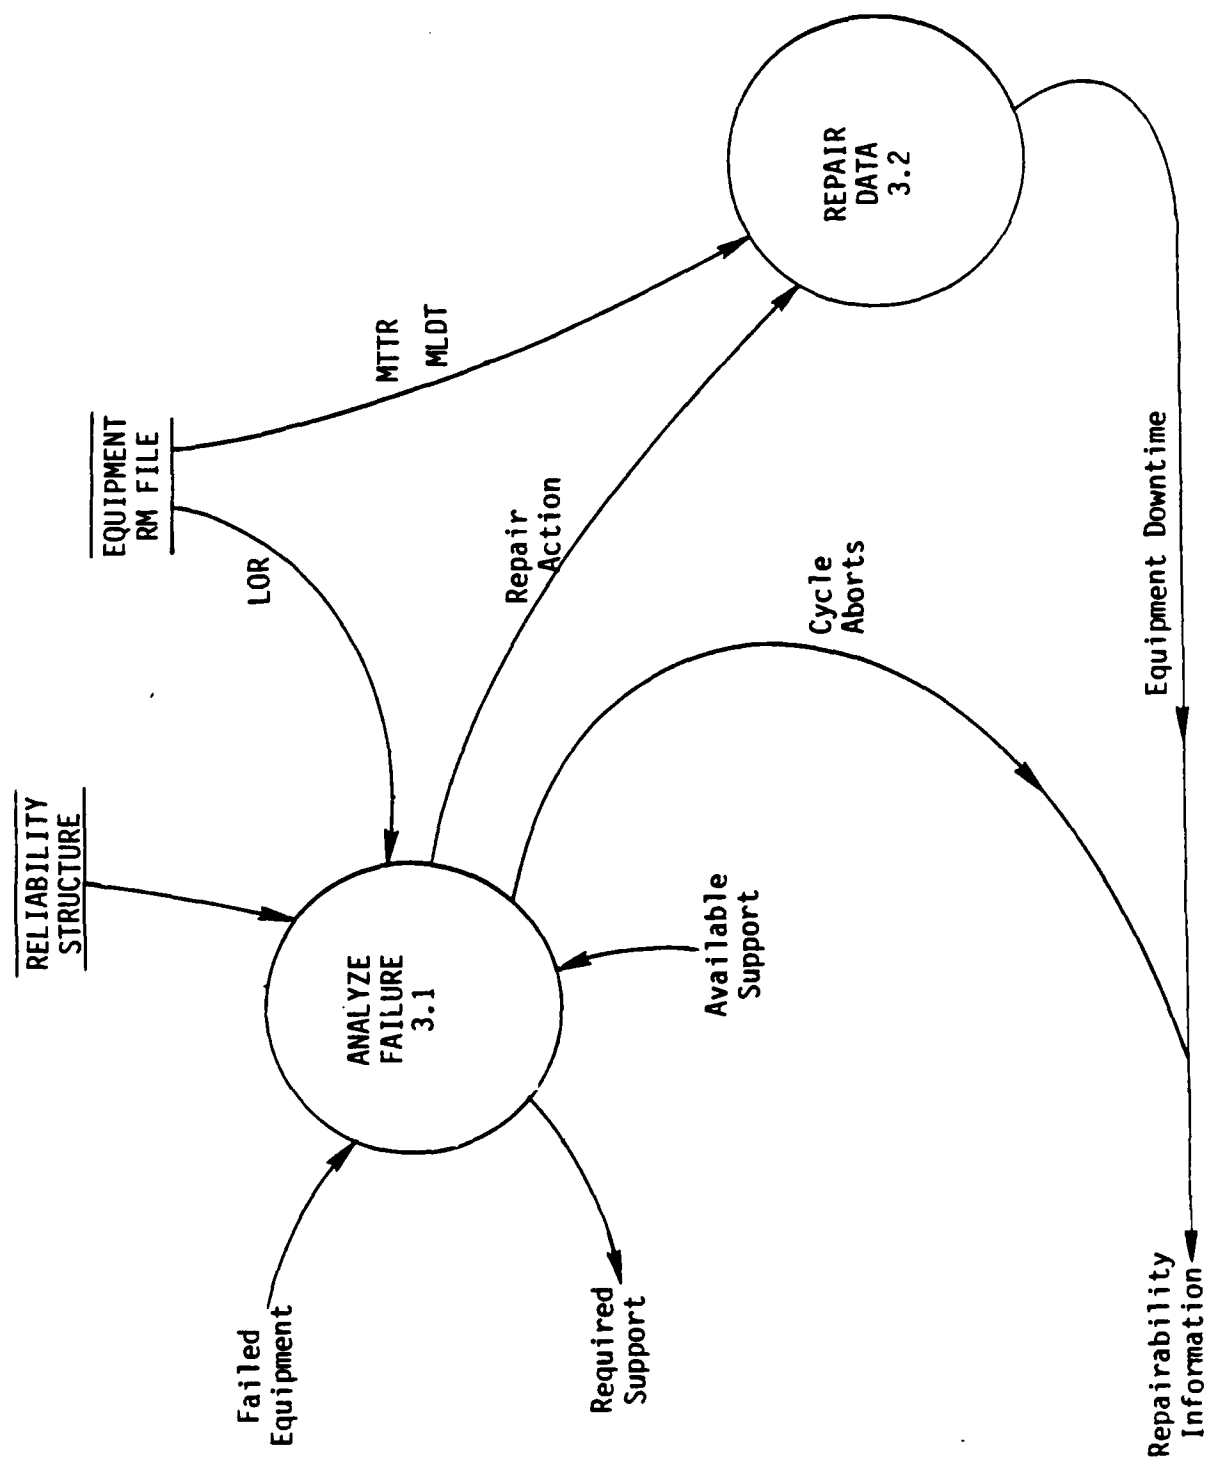 RELIABILITY
STRUCTURE
EQUIPMENT
RM FILE
LOR
MTTR
MLDT
Failed
Equipment
ANALYZE
FAILURE
3.1
Repair
Action
REPAIR
DATA
3.2
Required
Support
Available
Support
Cycle
Aborts
Equipment Downtime
Repairability
Information